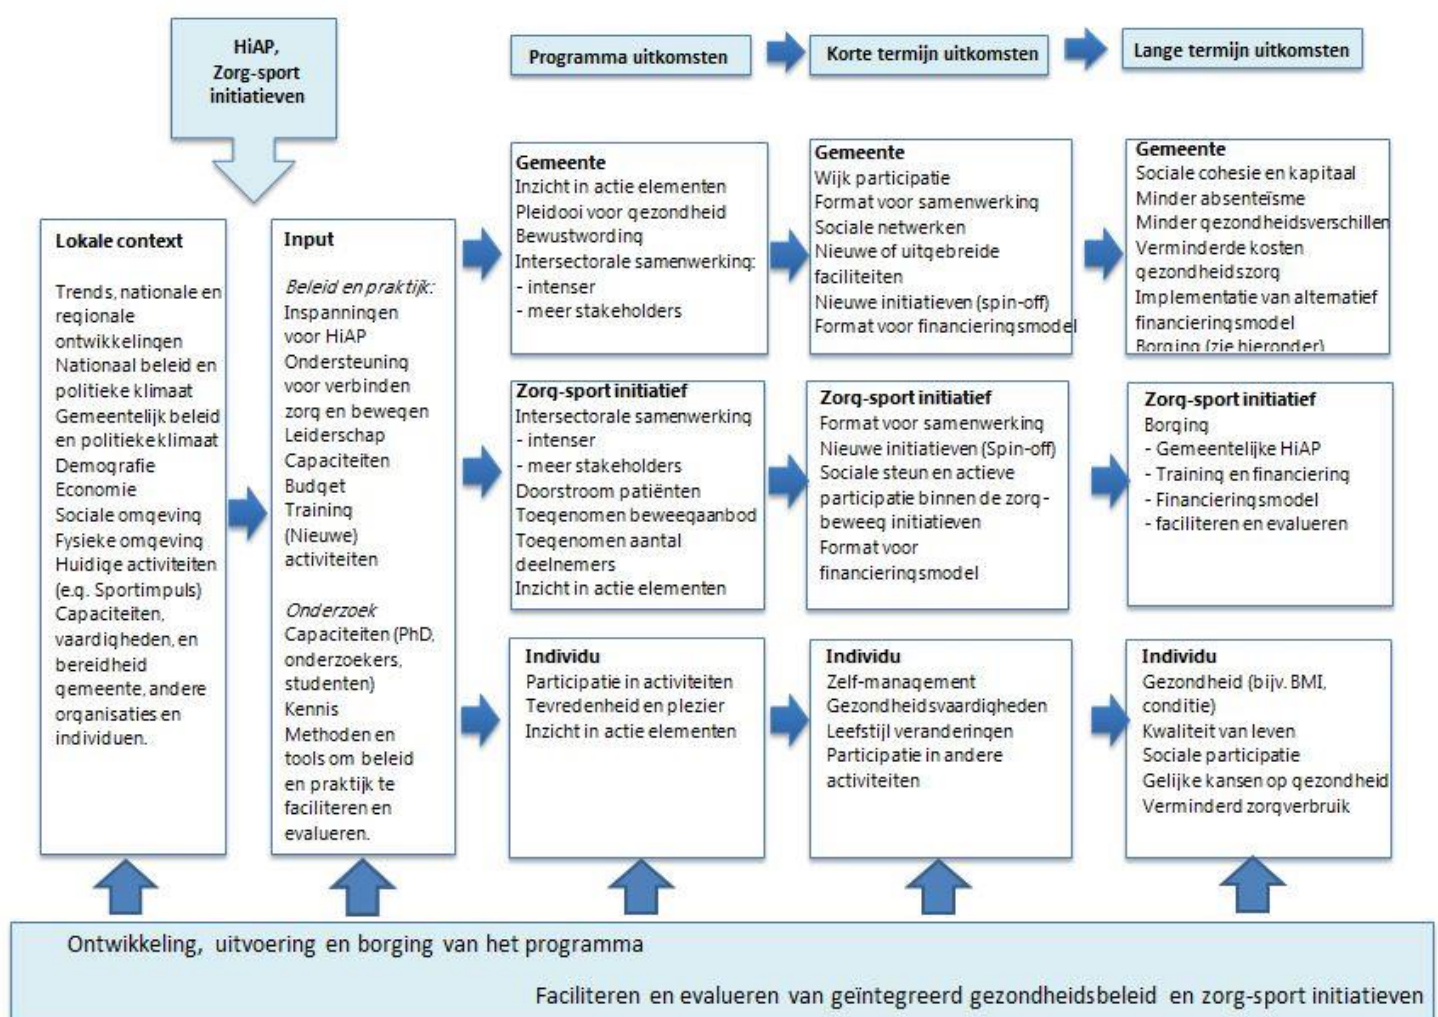 HiAP,
Zorg-sport
initiatieven
Programma uitkomsten
Korte termijn uitkomsten
Lange termijn uitkomsten
Lokale context
Trends, nationale en
regionale
ontwikkelingen
Nationaal beleid en
politieke klimaat
Gemeentelijk beleid
en politieke klimaat
Demografie
Economie
Sociale omgeving
Fysieke omgeving
Huidige activiteiten
(e.g. Sportimpuls)
Capaciteiten,
vaardigheden, en
bereidheid
gemeente, andere
organisaties en
individuen.
Input
Beleid en praktijk:
Inspanningen
voor HiAP
Ondersteuning
voor verbinden
zorg en bewegen
Leiderschap
Capaciteiten
Budget
Training
(Nieuwe)
activiteiten
Onderzoek
Capaciteiten (PhD,
onderzoekers,
studenten)
Kennis
Methoden en
tools om beleid
en praktijk te
faciliteren en
evalueren.
Gemeente
Inzicht in actie elementen
Pleidooi voor gezondheid
Bewustwording
Intersectorale samenwerking:
- intenser
- meer stakeholders
Gemeente
Wijk participatie
Format voor samenwerking
Sociale netwerken
Nieuwe of uitgebreide
faciliteiten
Nieuwe initiatieven (spin-off)
Format voor financieringsmodel
Gemeente
Sociale cohesie en kapitaal
Minder absenteïsme
Minder gezondheidsverschillen
Verminderde kosten
gezondheidszorg
Implementatie van alternatief
financieringsmodel
Borging (zie hieronder)
Zorg-sport initiatief
Intersectorale samenwerking
- intenser
- meer stakeholders
Doorstroom patiënten
Toegenomen beweegaanbod
Toegenomen aantal
deelnemers
Inzicht in actie elementen
Zorg-sport initiatief
Format voor samenwerking
Nieuwe initiatieven (Spin-off)
Sociale steun en actieve
participatie binnen de zorg-
beweeg initiatieven
Format voor
financieringsmodel
Zorg-sport initiatief
Borging
- Gemeentelijke HiAP
- Training en financiering
- Financieringsmodel
- faciliteren en evalueren
Individu
Participatie in activiteiten
Tevredenheid en plezier
Inzicht in actie elementen
Individu
Zelf-management
Gezondheidsvaardigheden
Leefstijl veranderingen
Participatie in andere
activiteiten
Individu
Gezondheid (bijv. BMI,
conditie)
Kwaliteit van leven
Sociale participatie
Gelijke kansen op gezondheid
Verminderd zorgverbruik
Ontwikkeling, uitvoering en borging van het programma
Faciliteren en evalueren van geïntegreerd gezondheidsbeleid en zorg-sport initiatieven